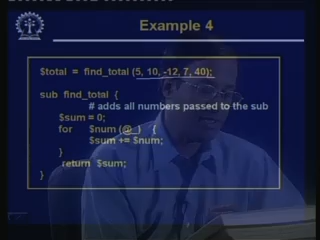 Example 4
$total = find_total (5, 10, -12, 7, 40);
sub find_total {
# adds all numbers passed to the sub
$sum = 0;
for $num (@_) {
$sum += $num;
}
return $sum;
}